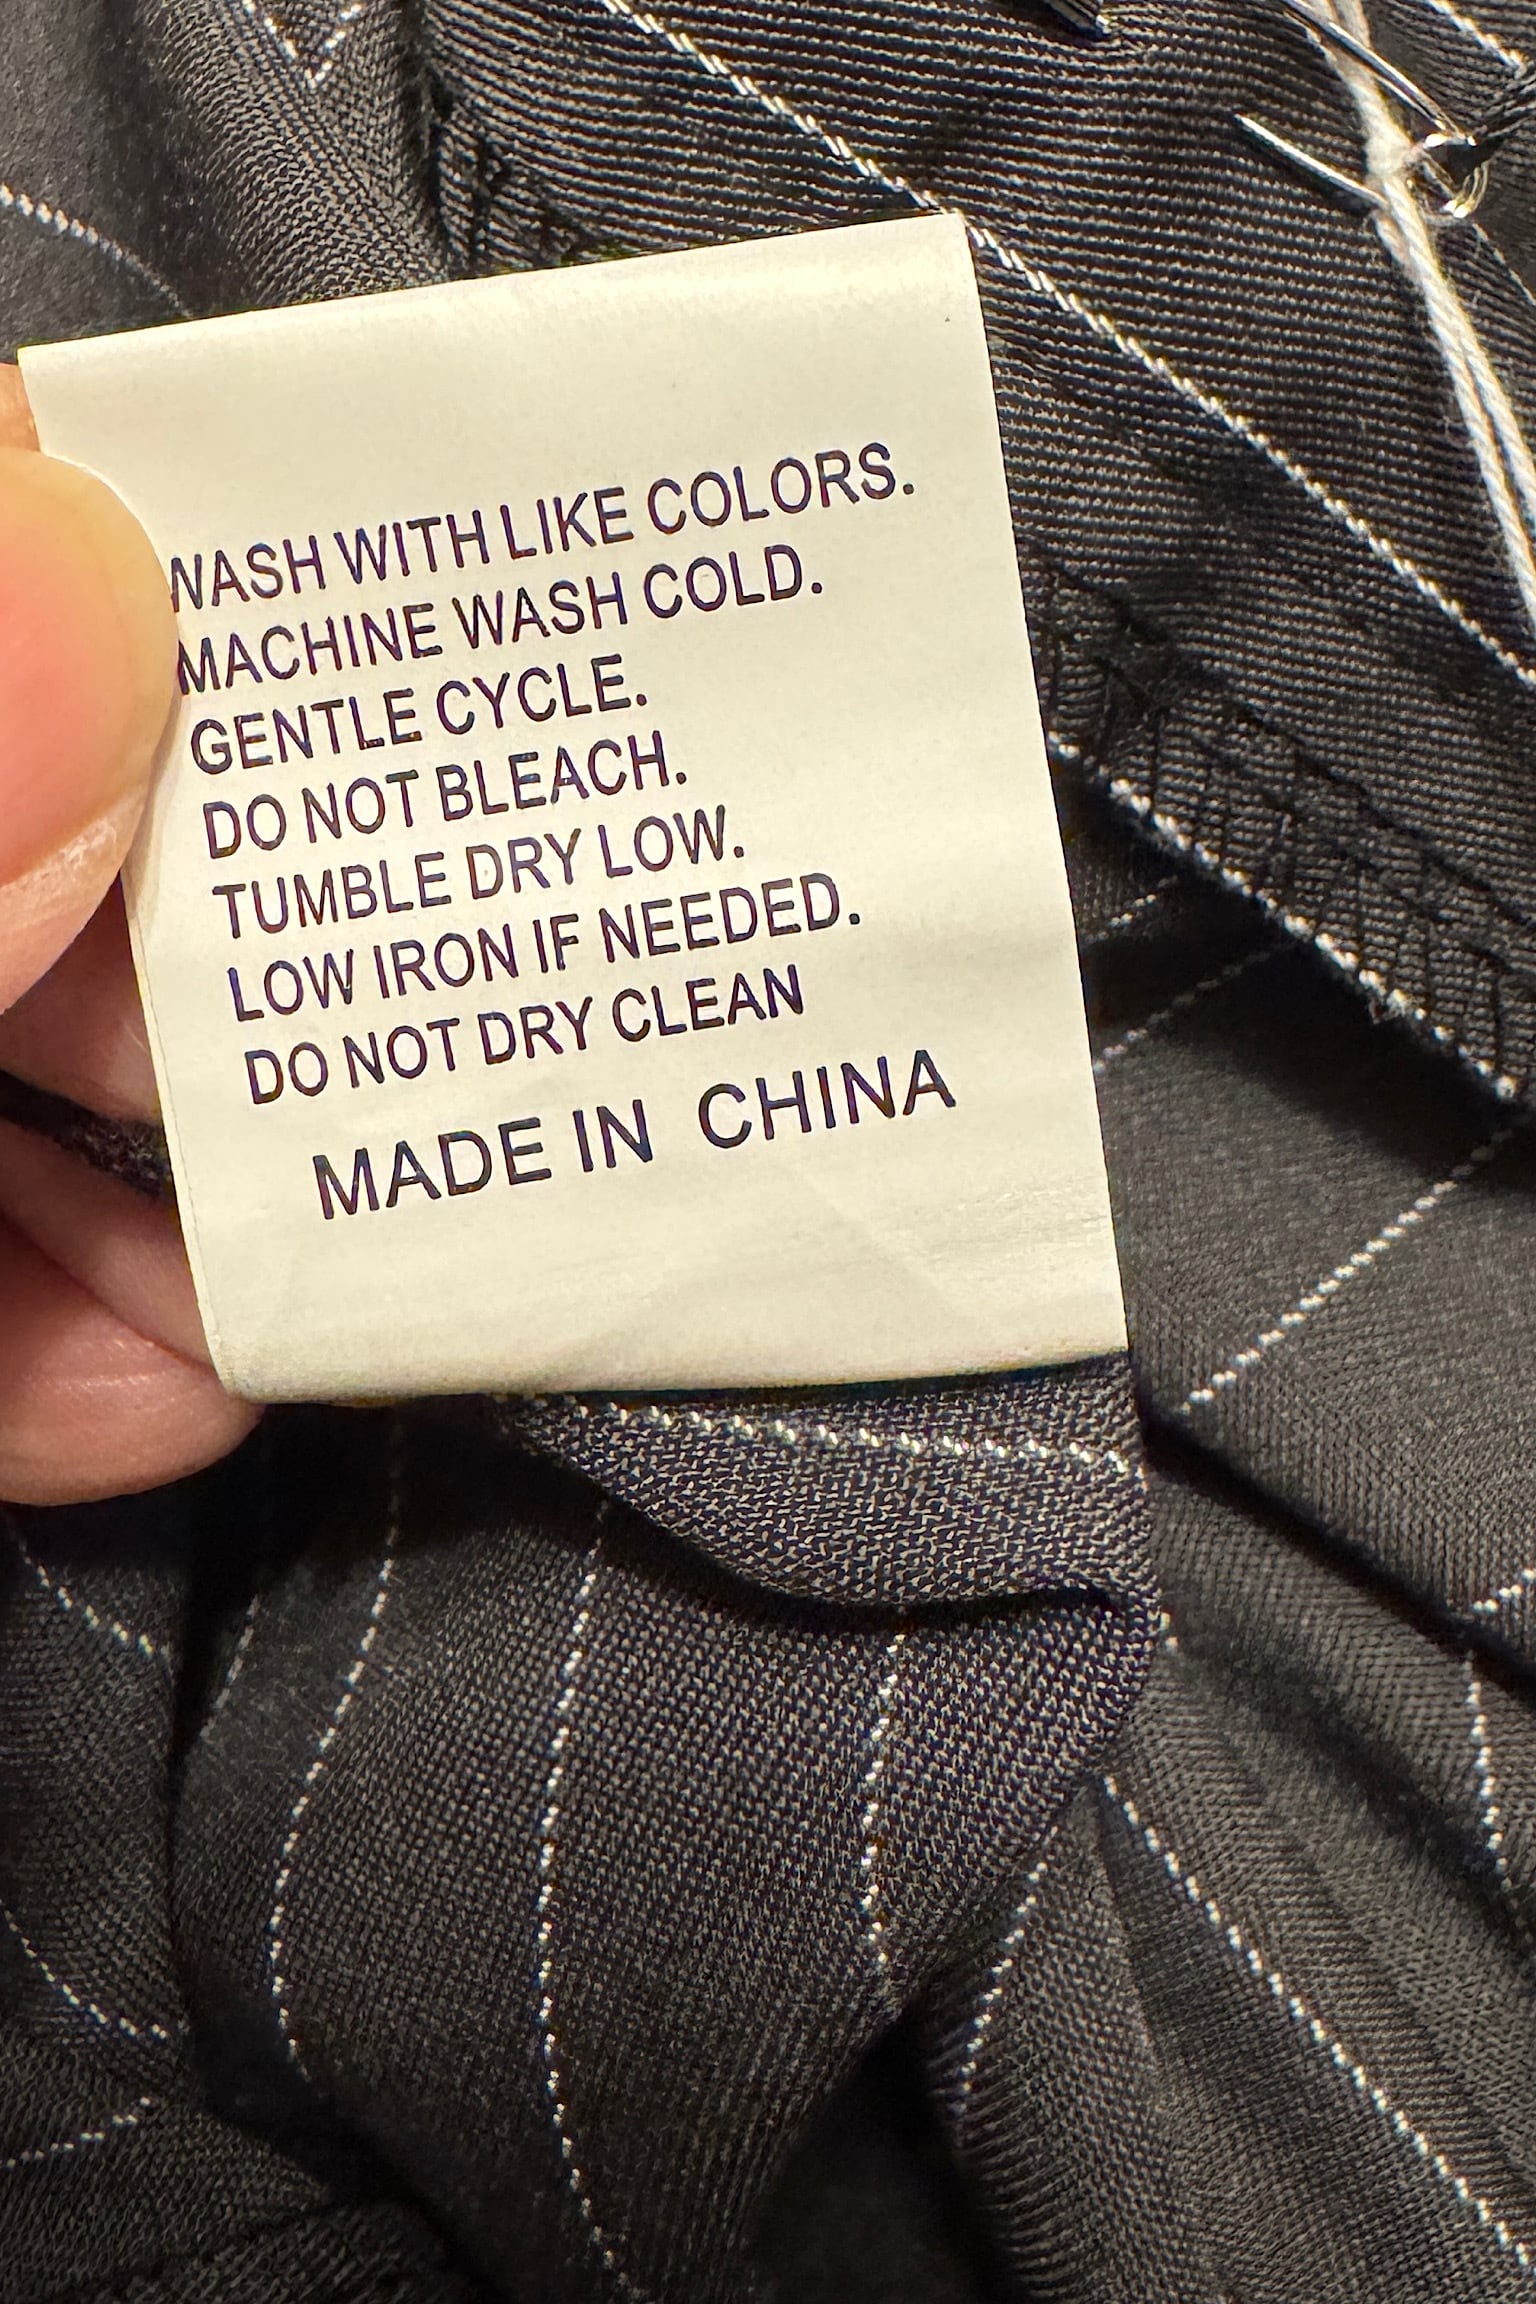 WASH WITH LIKE COLORS.
MACHINE WASH COLD.
GENTLE CYCLE.
DO NOT BLEACH.
TUMBLE DRY LOW.
LOW IRON IF NEEDED.
DO NOT DRY CLEAN
MADE IN CHINA